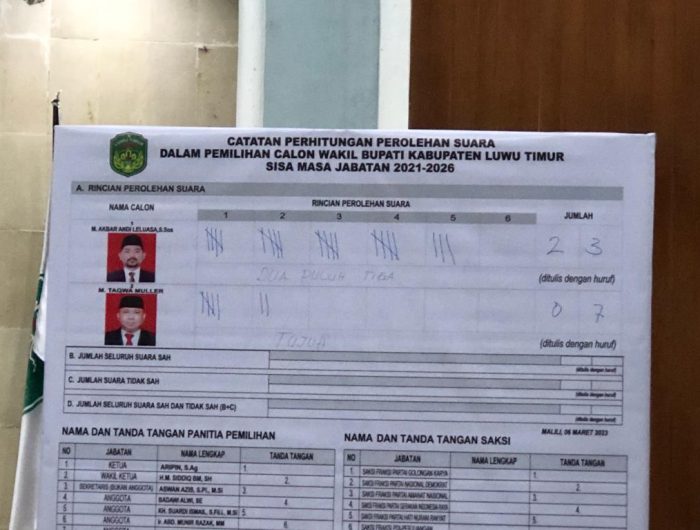 CATATAN PERHITUNGAN PEROLEHAN SUARA
DALAM PEMILIHAN CALON WAKIL BUPATI KABUPATEN LUWU TIMUR
SISA MASA JABATAN 2021-2026
A. RINCIAN PEROLEHAN SUARA
NAMA CALON
RINCIAN PEROLEHAN SUARA
1 2 3 4 5 6
JUMLAH
1
M. AKBAR ANDI LELUASA,S.Sos
2 3
DUA PULUH TIGA
(ditulis dengan huruf)
2
M. TAQWA MULLER
0 7
TUJUH
(ditulis dengan huruf)
B. JUMLAH SELURUH SUARA SAH
(ditulis dengan huruf)
C. JUMLAH SUARA TIDAK SAH
(ditulis dengan huruf)
D. JUMLAH SELURUH SUARA SAH DAN TIDAK SAH (B+C)
(ditulis dengan huruf)
MALILI, 06 MARET 2023
NAMA DAN TANDA TANGAN PANITIA PEMILIHAN
NO JABATAN NAMA LENGKAP TANDA TANGAN
1 KETUA ARIPIN, S.Ag 1.
2 WAKIL KETUA H.M. SIDDIQ BM, SH 2.
3 SEKRETARIS (BUKAN ANGGOTA) ASWAN AZIS, S.Pi., M.Si 3.
4 ANGGOTA BADAWI ALWI, SE 4.
5 ANGGOTA KH. SUARDI ISMAIL, S.Fil.I, M.Si 5.
6 ANGGOTA Ir. ABD. MUNIR RAZAK, MM 6.
NAMA DAN TANDA TANGAN SAKSI
NO JABATAN NAMA LENGKAP TANDA TANGAN
1 SAKSI FRAKSI PARTAI GOLONGAN KARYA 1.
2 SAKSI FRAKSI PARTAI NASIONAL DEMOKRAT 2.
3 SAKSI FRAKSI PARTAI AMANAT NASIONAL 3.
4 SAKSI FRAKSI PARTAI GERAKAN INDONESIA RAYA 4.
5 SAKSI FRAKSI PARTAI HATI NURANI RAKYAT 5.